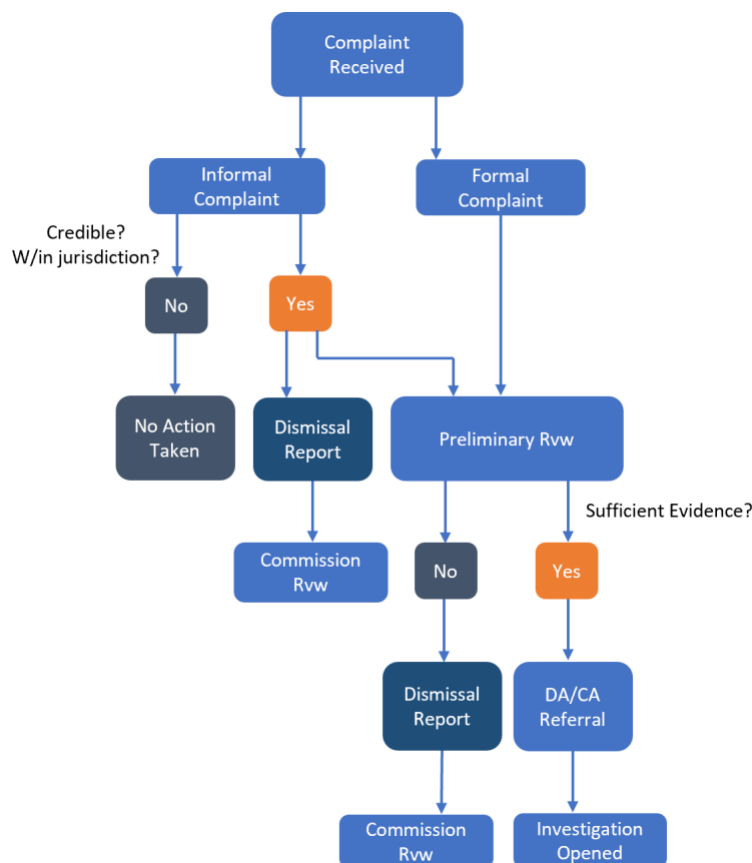 Complaint
Received
Informal
Complaint
Formal
Complaint
Credible?
W/in jurisdiction?
No
Yes
No Action
Taken
Dismissal
Report
Preliminary Rvw
Sufficient Evidence?
Commission
Rvw
No
Yes
Dismissal
Report
DA/CA
Referral
Commission
Rvw
Investigation
Opened